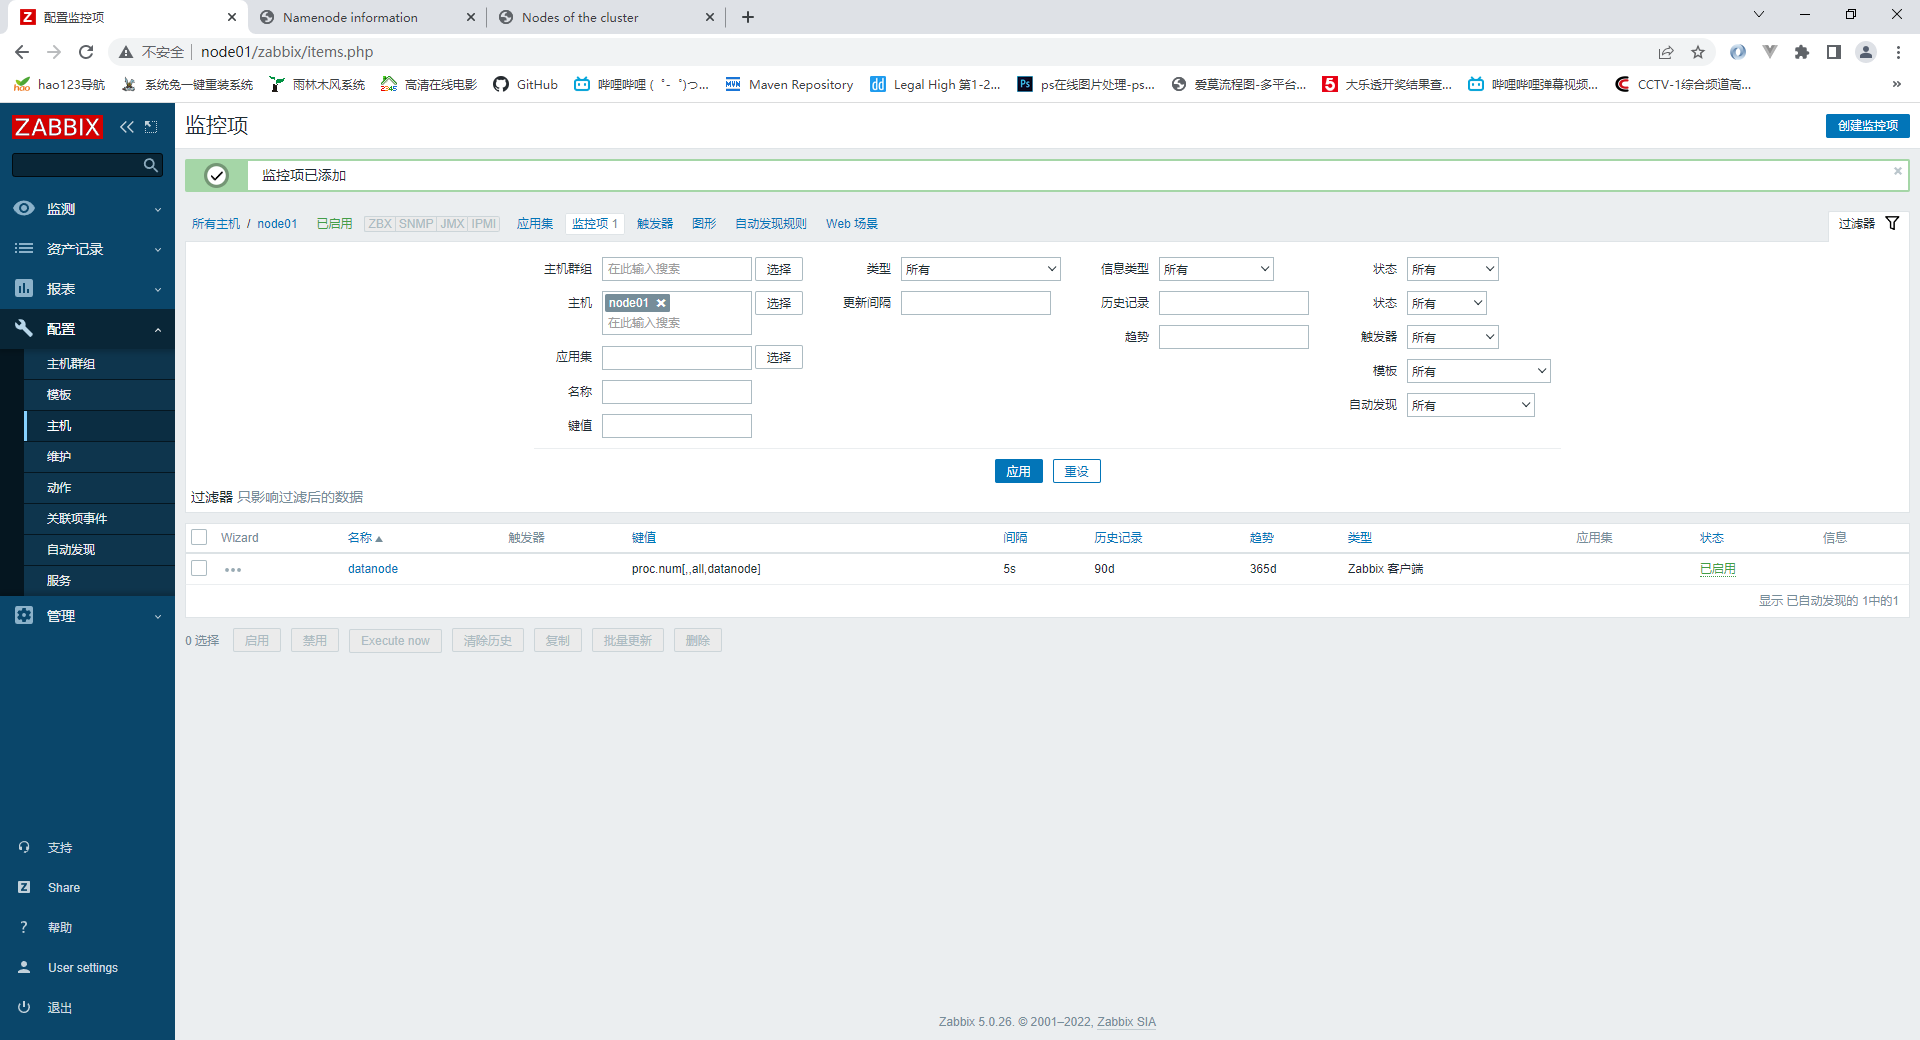 配置监控项
Namenode information
Nodes of the cluster
不安全
node01/zabbix/items.php
hao123导航
系统兔一键重装系统
雨林木风系统
高清在线电影
GitHub
哔哩哔哩 (゜-゜)つ...
Maven Repository
Legal High 第1-2...
ps在线图片处理-ps...
爱莫流程图-多平台...
大乐透开奖结果查...
哔哩哔哩弹幕视频...
CCTV-1综合频道高...
ZABBIX
监测
资产记录
报表
配置
主机群组
模板
主机
维护
动作
关联项事件
自动发现
服务
管理
支持
Share
帮助
User settings
退出
监控项
创建监控项
监控项已添加
所有主机 / node01 已启用 ZBX SNMP JMX IPMI 应用集 监控项 1 触发器 图形 自动发现规则 Web 场景
过滤器
主机群组 在此输入搜索 选择 类型 所有 信息类型 所有 状态 所有
主机 node01 在此输入搜索 选择 更新间隔 历史记录 状态 所有
趋势 触发器 所有
应用集 选择 模板 所有
名称 自动发现 所有
键值
应用 重设
过滤器 只影响过滤后的数据
Wizard 名称 触发器 键值 间隔 历史记录 趋势 类型 应用集 状态 信息
datanode proc.num[,,all,datanode] 5s 90d 365d Zabbix 客户端 已启用
显示 已自动发现的 1中的1
0 选择 启用 禁用 Execute now 清除历史 复制 批量更新 删除
Zabbix 5.0.26. © 2001–2022, Zabbix SIA